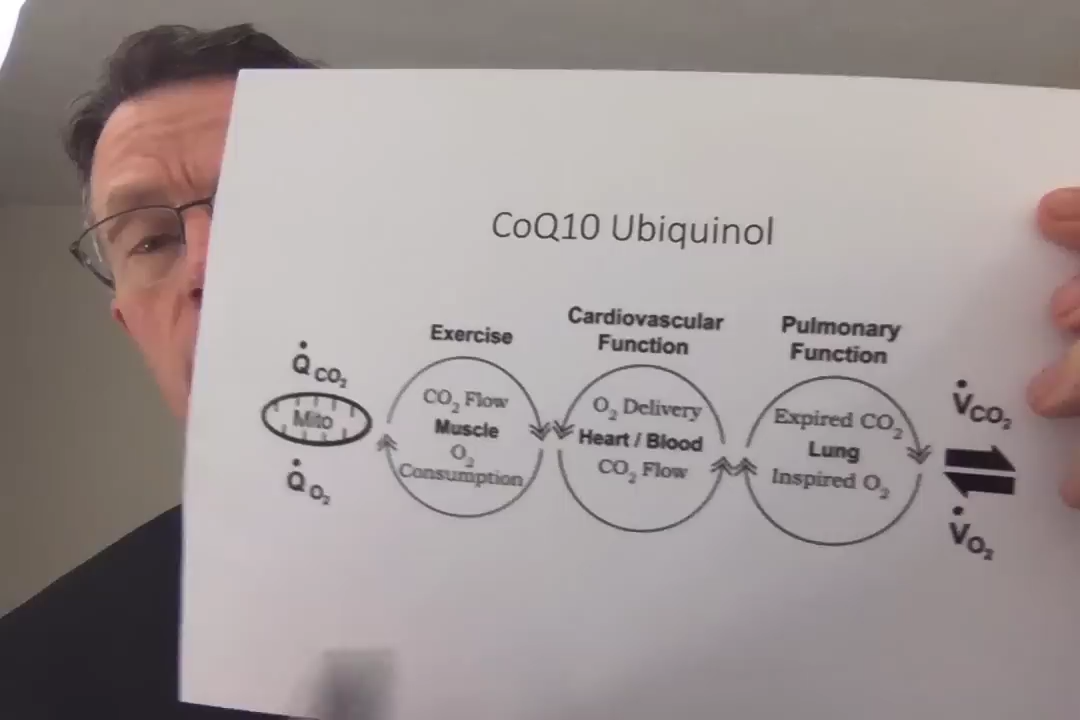 CoQ10 Ubiquinol
Exercise
Cardiovascular
Function
Pulmonary
Function
Q̇CO₂
Mito
Q̇O₂
CO₂ Flow
Muscle
O₂
Consumption
O₂ Delivery
Heart / Blood
CO₂ Flow
Expired CO₂
Lung
Inspired O₂
V̇CO₂
V̇O₂